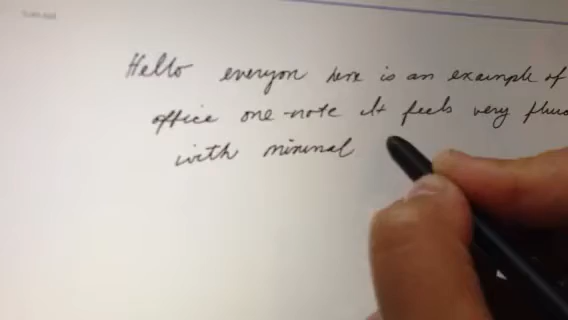 Hello everyon here is an example of
office one-note It feels very
with minimal